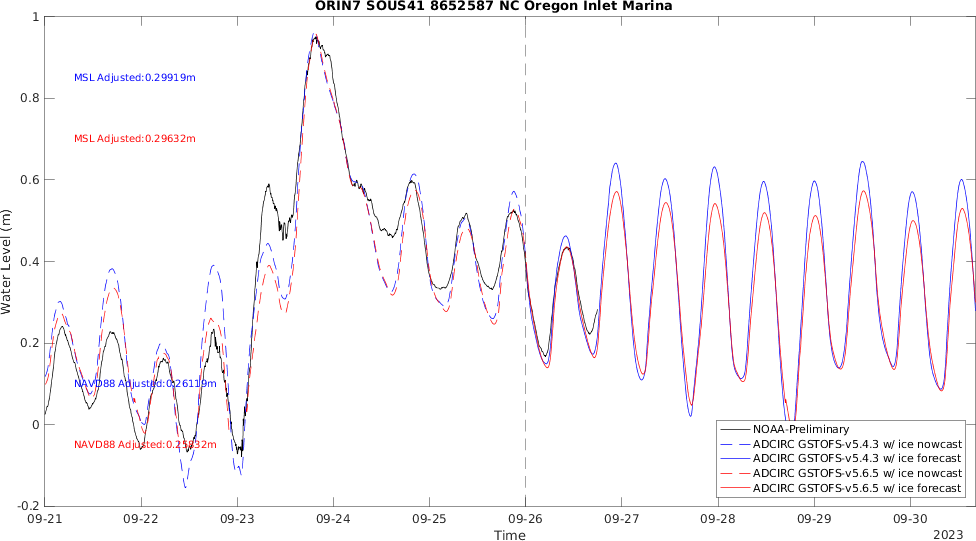 ORIN7 SOUS41 8652587 NC Oregon Inlet Marina
1
0.8
0.6
0.4
0.2
0
-0.2
Water Level (m)
MSL Adjusted:0.29919m
MSL Adjusted:0.29632m
NAVD88 Adjusted:0.26119m
NAVD88 Adjusted:0.25832m
NOAA-Preliminary
ADCIRC GSTOFS-v5.4.3 w/ ice nowcast
ADCIRC GSTOFS-v5.4.3 w/ ice forecast
ADCIRC GSTOFS-v5.6.5 w/ ice nowcast
ADCIRC GSTOFS-v5.6.5 w/ ice forecast
09-21 09-22 09-23 09-24 09-25 09-26 09-27 09-28 09-29 09-30
Time
2023